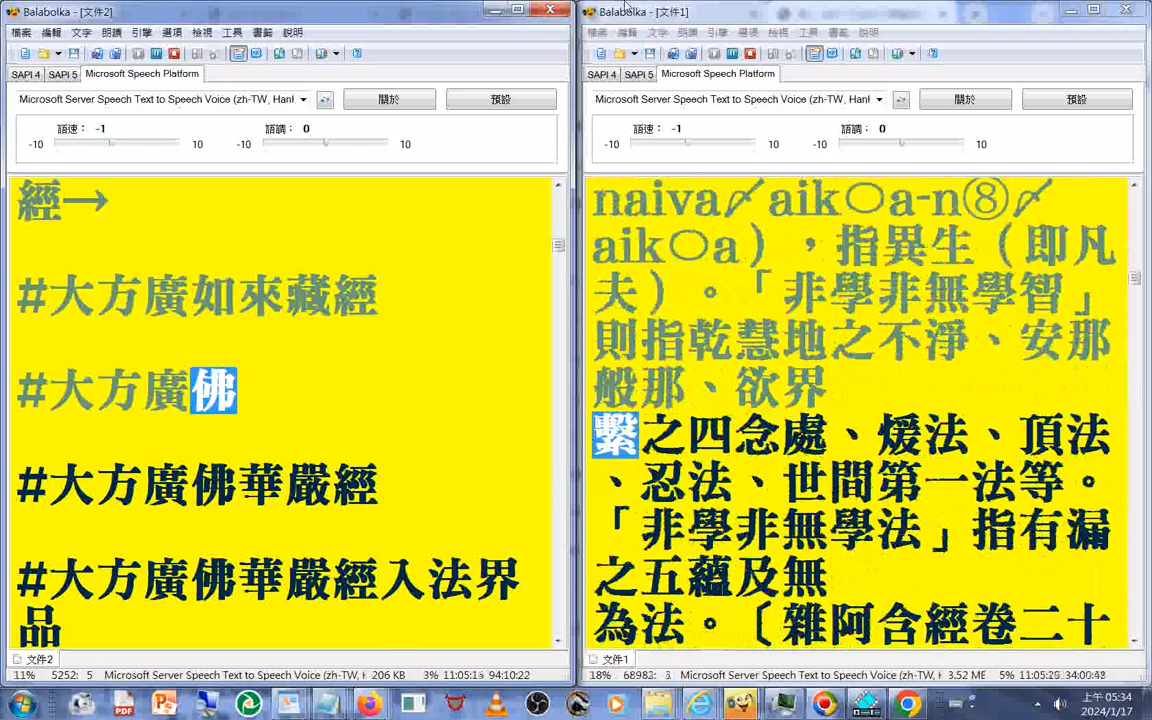 Balabolka - [文件2]
檔案 編輯 文字 朗讀 引擎 選項 檢視 工具 書籤 說明
SAPI 4 SAPI 5 Microsoft Speech Platform
Microsoft Server Speech Text to Speech Voice (zh-TW, Hanl
關於
預設
語速： -1 語調： 0
-10 10 -10 10
經→
#大方廣如來藏經
#大方廣佛
#大方廣佛華嚴經
#大方廣佛華嚴經入法界
品
文件2
11% 5252: 5 Microsoft Server Speech Text to Speech Voice (zh-TW, H 206 KB 3% 11:05:16 94:10:22
Balabolka - [文件1]
檔案 編輯 文字 朗讀 引擎 選項 檢視 工具 書籤 說明
SAPI 4 SAPI 5 Microsoft Speech Platform
Microsoft Server Speech Text to Speech Voice (zh-TW, Hanl
關於
預設
語速： -1 語調： 0
-10 10 -10 10
naiva〆aik○a-n⑧〆
aik○a），指異生（即凡
夫）。「非學非無學智」
則指乾慧地之不淨、安那
般那、欲界
繫之四念處、煖法、頂法
、忍法、世間第一法等。
「非學非無學法」指有漏
之五蘊及無
為法。〔雜阿含經卷二十
文件1
Microsoft Server Speech Text to Speech Voice (zh-TW, H 3.52 MB 5%
上午 05:34
2024/1/17